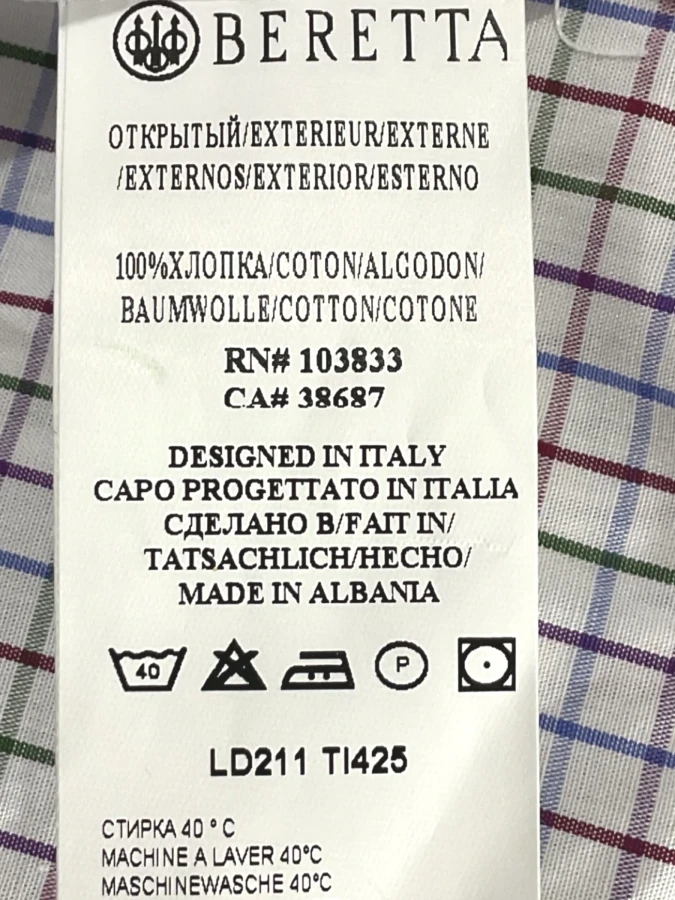 BERETTA
ОТКРЫТЫЙ/EXTERIEUR/EXTERNE
/EXTERNOS/EXTERIOR/ESTERNO
100%ХЛОПКА/COTON/ALGODON/
BAUMWOLLE/COTTON/COTONE
RN# 103833
CA# 38687
DESIGNED IN ITALY
CAPO PROGETTATO IN ITALIA
СДЕЛАНО В/FAIT IN/
TATSACHLICH/HECHO/
MADE IN ALBANIA
40 P
LD211 TI425
СТИРКА 40 ° C
MACHINE A LAVER 40°C
MASCHINEWASCHE 40°C